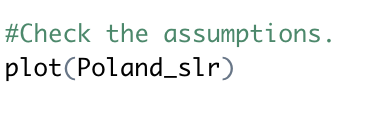 #Check the assumptions.
plot(Poland_slr)